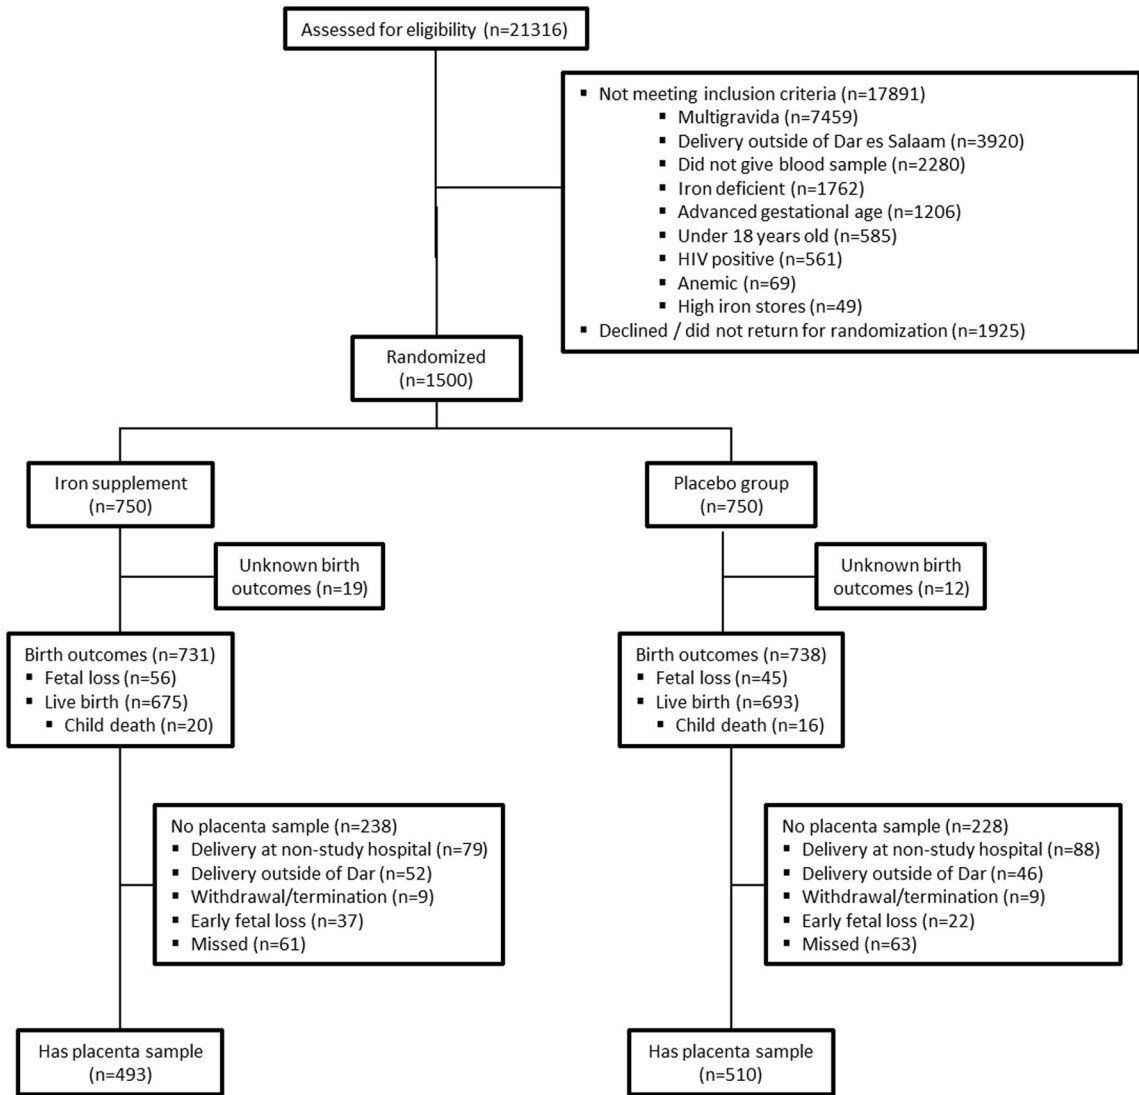 Assessed for eligibility (n=21316)
▪ Not meeting inclusion criteria (n=17891)
▪ Multigravida (n=7459)
▪ Delivery outside of Dar es Salaam (n=3920)
▪ Did not give blood sample (n=2280)
▪ Iron deficient (n=1762)
▪ Advanced gestational age (n=1206)
▪ Under 18 years old (n=585)
▪ HIV positive (n=561)
▪ Anemic (n=69)
▪ High iron stores (n=49)
▪ Declined / did not return for randomization (n=1925)
Randomized
(n=1500)
Iron supplement
(n=750)
Placebo group
(n=750)
Unknown birth
outcomes (n=19)
Unknown birth
outcomes (n=12)
Birth outcomes (n=731)
▪ Fetal loss (n=56)
▪ Live birth (n=675)
▪ Child death (n=20)
Birth outcomes (n=738)
▪ Fetal loss (n=45)
▪ Live birth (n=693)
▪ Child death (n=16)
No placenta sample (n=238)
▪ Delivery at non-study hospital (n=79)
▪ Delivery outside of Dar (n=52)
▪ Withdrawal/termination (n=9)
▪ Early fetal loss (n=37)
▪ Missed (n=61)
No placenta sample (n=228)
▪ Delivery at non-study hospital (n=88)
▪ Delivery outside of Dar (n=46)
▪ Withdrawal/termination (n=9)
▪ Early fetal loss (n=22)
▪ Missed (n=63)
Has placenta sample
(n=493)
Has placenta sample
(n=510)